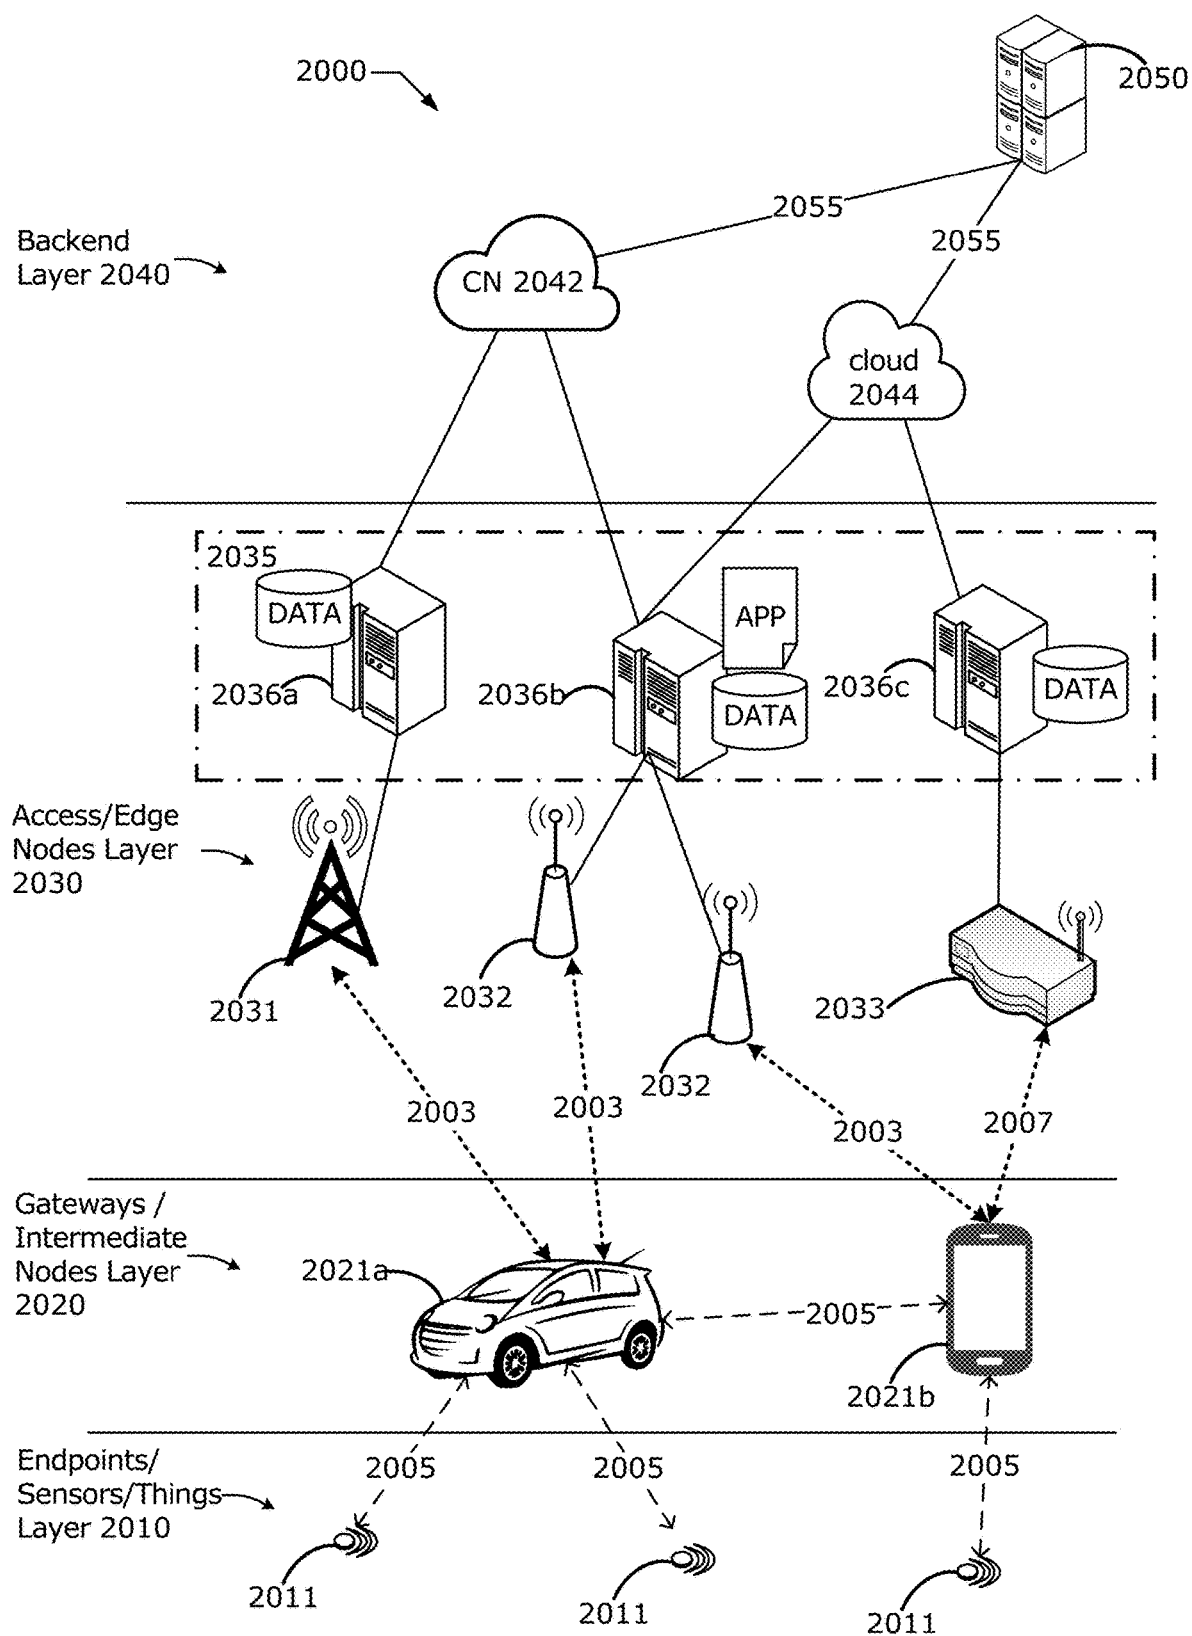 2000
2050
2055
2055
Backend
Layer 2040
CN 2042
cloud
2044
2035
DATA
APP
DATA
DATA
2036a
2036b
2036c
Access/Edge
Nodes Layer
2030
2031
2032
2032
2033
2003
2003
2003
2007
Gateways /
Intermediate
Nodes Layer
2020
2021a
2005
2021b
Endpoints/
Sensors/Things
Layer 2010
2005
2005
2005
2011
2011
2011